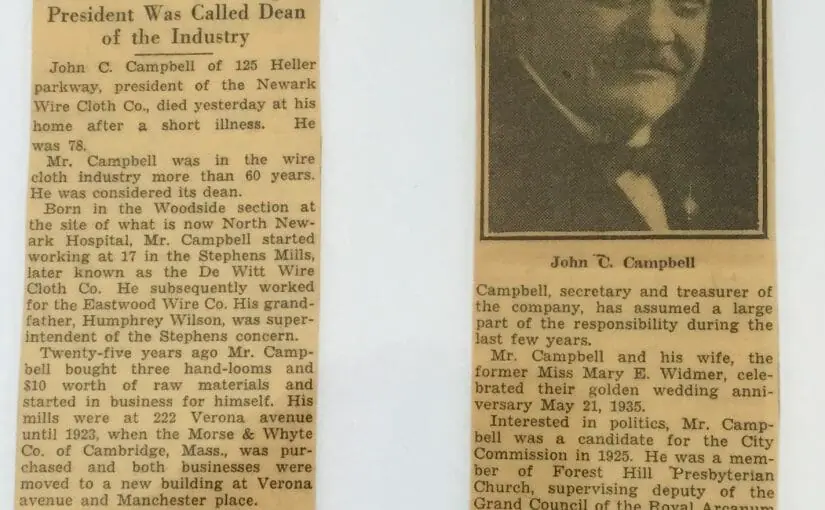 President Was Called Dean
of the Industry
John C. Campbell of 125 Heller
parkway, president of the Newark
Wire Cloth Co., died yesterday at his
home after a short illness. He
was 78.
Mr. Campbell was in the wire
cloth industry more than 60 years.
He was considered its dean.
Born in the Woodside section at
the site of what is now North New-
ark Hospital, Mr. Campbell started
working at 17 in the Stephens Mills,
later known as the De Witt Wire
Cloth Co. He subsequently worked
for the Eastwood Wire Co. His grand-
father, Humphrey Wilson, was super-
intendent of the Stephens concern.
Twenty-five years ago Mr. Camp-
bell bought three hand-looms and
$10 worth of raw materials and
started in business for himself. His
mills were at 222 Verona avenue
until 1923, when the Morse & Whyte
Co. of Cambridge, Mass., was pur-
chased and both businesses were
moved to a new building at Verona
avenue and Manchester place.
John C. Campbell
Campbell, secretary and treasurer of
the company, has assumed a large
part of the responsibility during the
last few years.
Mr. Campbell and his wife, the
former Miss Mary E. Widmer, cele-
brated their golden wedding anni-
versary May 21, 1935.
Interested in politics, Mr. Camp-
bell was a candidate for the City
Commission in 1925. He was a mem-
ber of Forest Hill Presbyterian
Church, supervising deputy of the
Grand Council of the Royal Arcanum